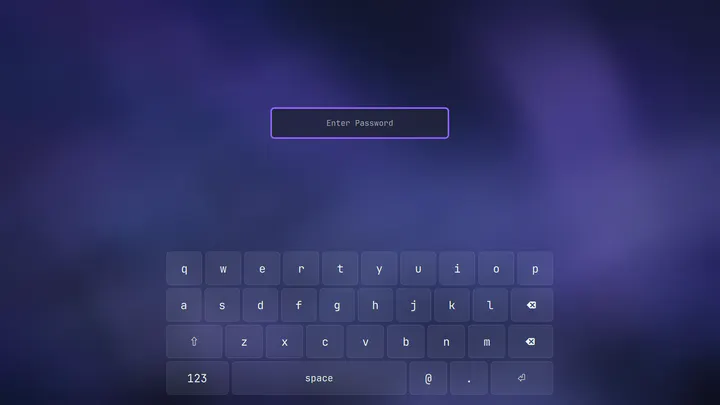 Enter Password
q w e r t y u i o p
a s d f g h j k l
z x c v b n m
123 space @ .